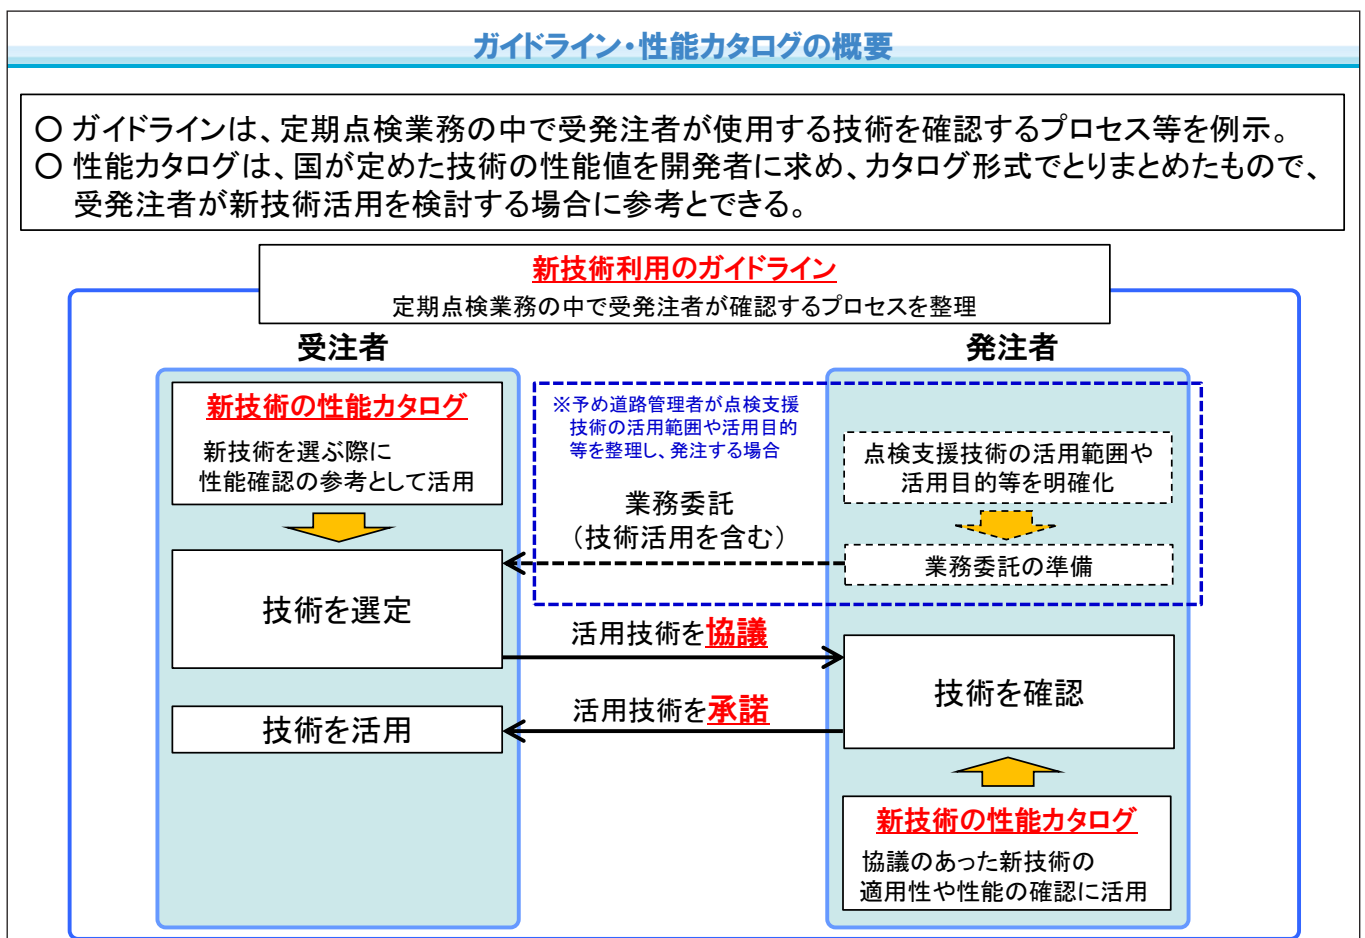 ガイドライン・性能カタログの概要
○ ガイドラインは、定期点検業務の中で受発注者が使用する技術を確認するプロセス等を例示。
○ 性能カタログは、国が定めた技術の性能値を開発者に求め、カタログ形式でとりまとめたもので、
受発注者が新技術活用を検討する場合に参考とできる。
新技術利用のガイドライン
定期点検業務の中で受発注者が確認するプロセスを整理
受注者
発注者
新技術の性能カタログ
新技術を選ぶ際に
性能確認の参考として活用
※予め道路管理者が点検支援
技術の活用範囲や活用目的
等を整理し、発注する場合
点検支援技術の活用範囲や
活用目的等を明確化
業務委託
（技術活用を含む）
業務委託の準備
技術を選定
活用技術を協議
技術を確認
活用技術を承諾
技術を活用
新技術の性能カタログ
協議のあった新技術の
適用性や性能の確認に活用